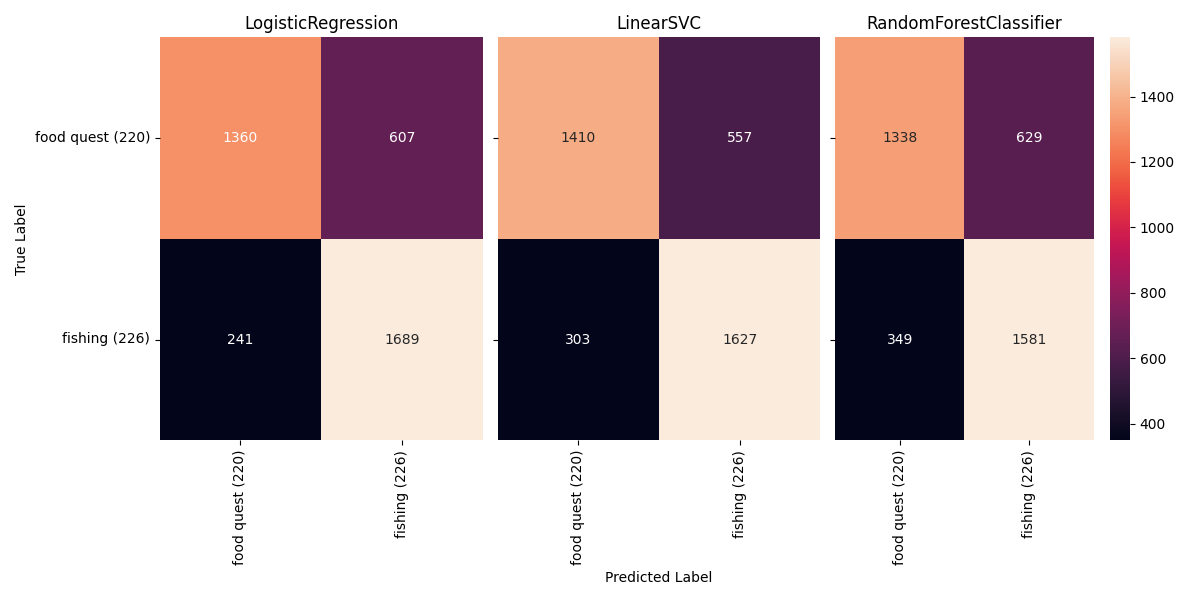 LogisticRegression LinearSVC RandomForestClassifier
food quest (220) 1360 607 1410 557 1338 629
fishing (226) 241 1689 303 1627 349 1581
True Label
food quest (220) fishing (226) food quest (220) fishing (226) food quest (220) fishing (226)
Predicted Label
1400
1200
1000
800
600
400